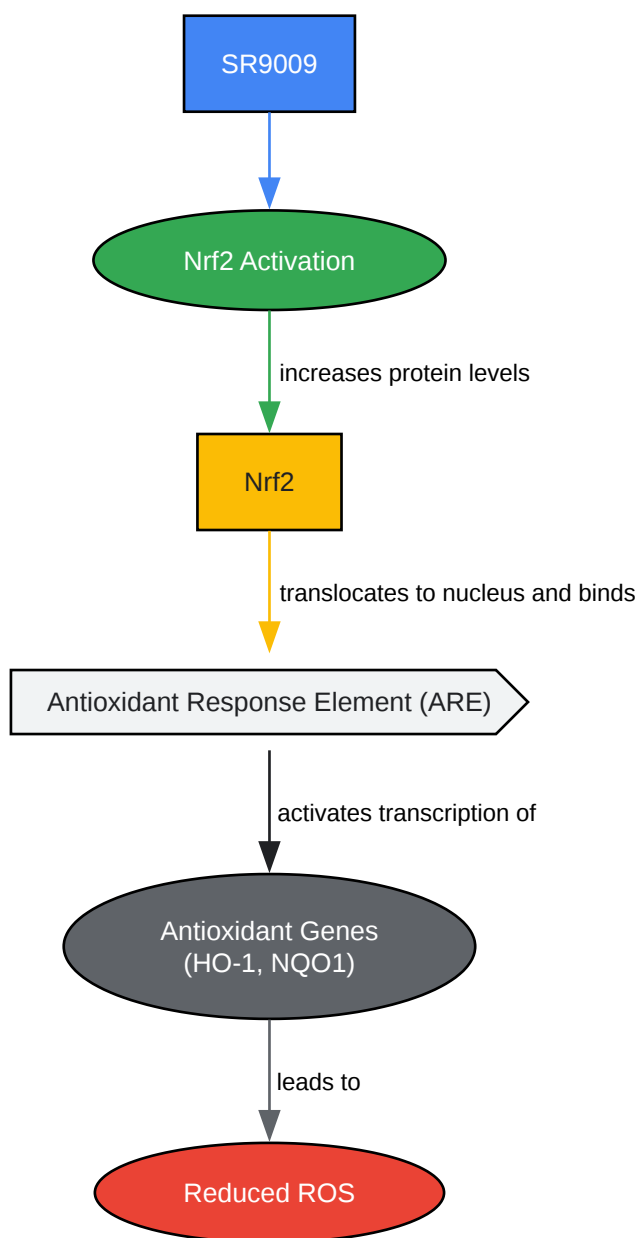 SR9009
Nrf2 Activation
increases protein levels
Nrf2
translocates to nucleus and binds
Antioxidant Response Element (ARE)
activates transcription of
Antioxidant Genes
(HO-1, NQO1)
leads to
Reduced ROS